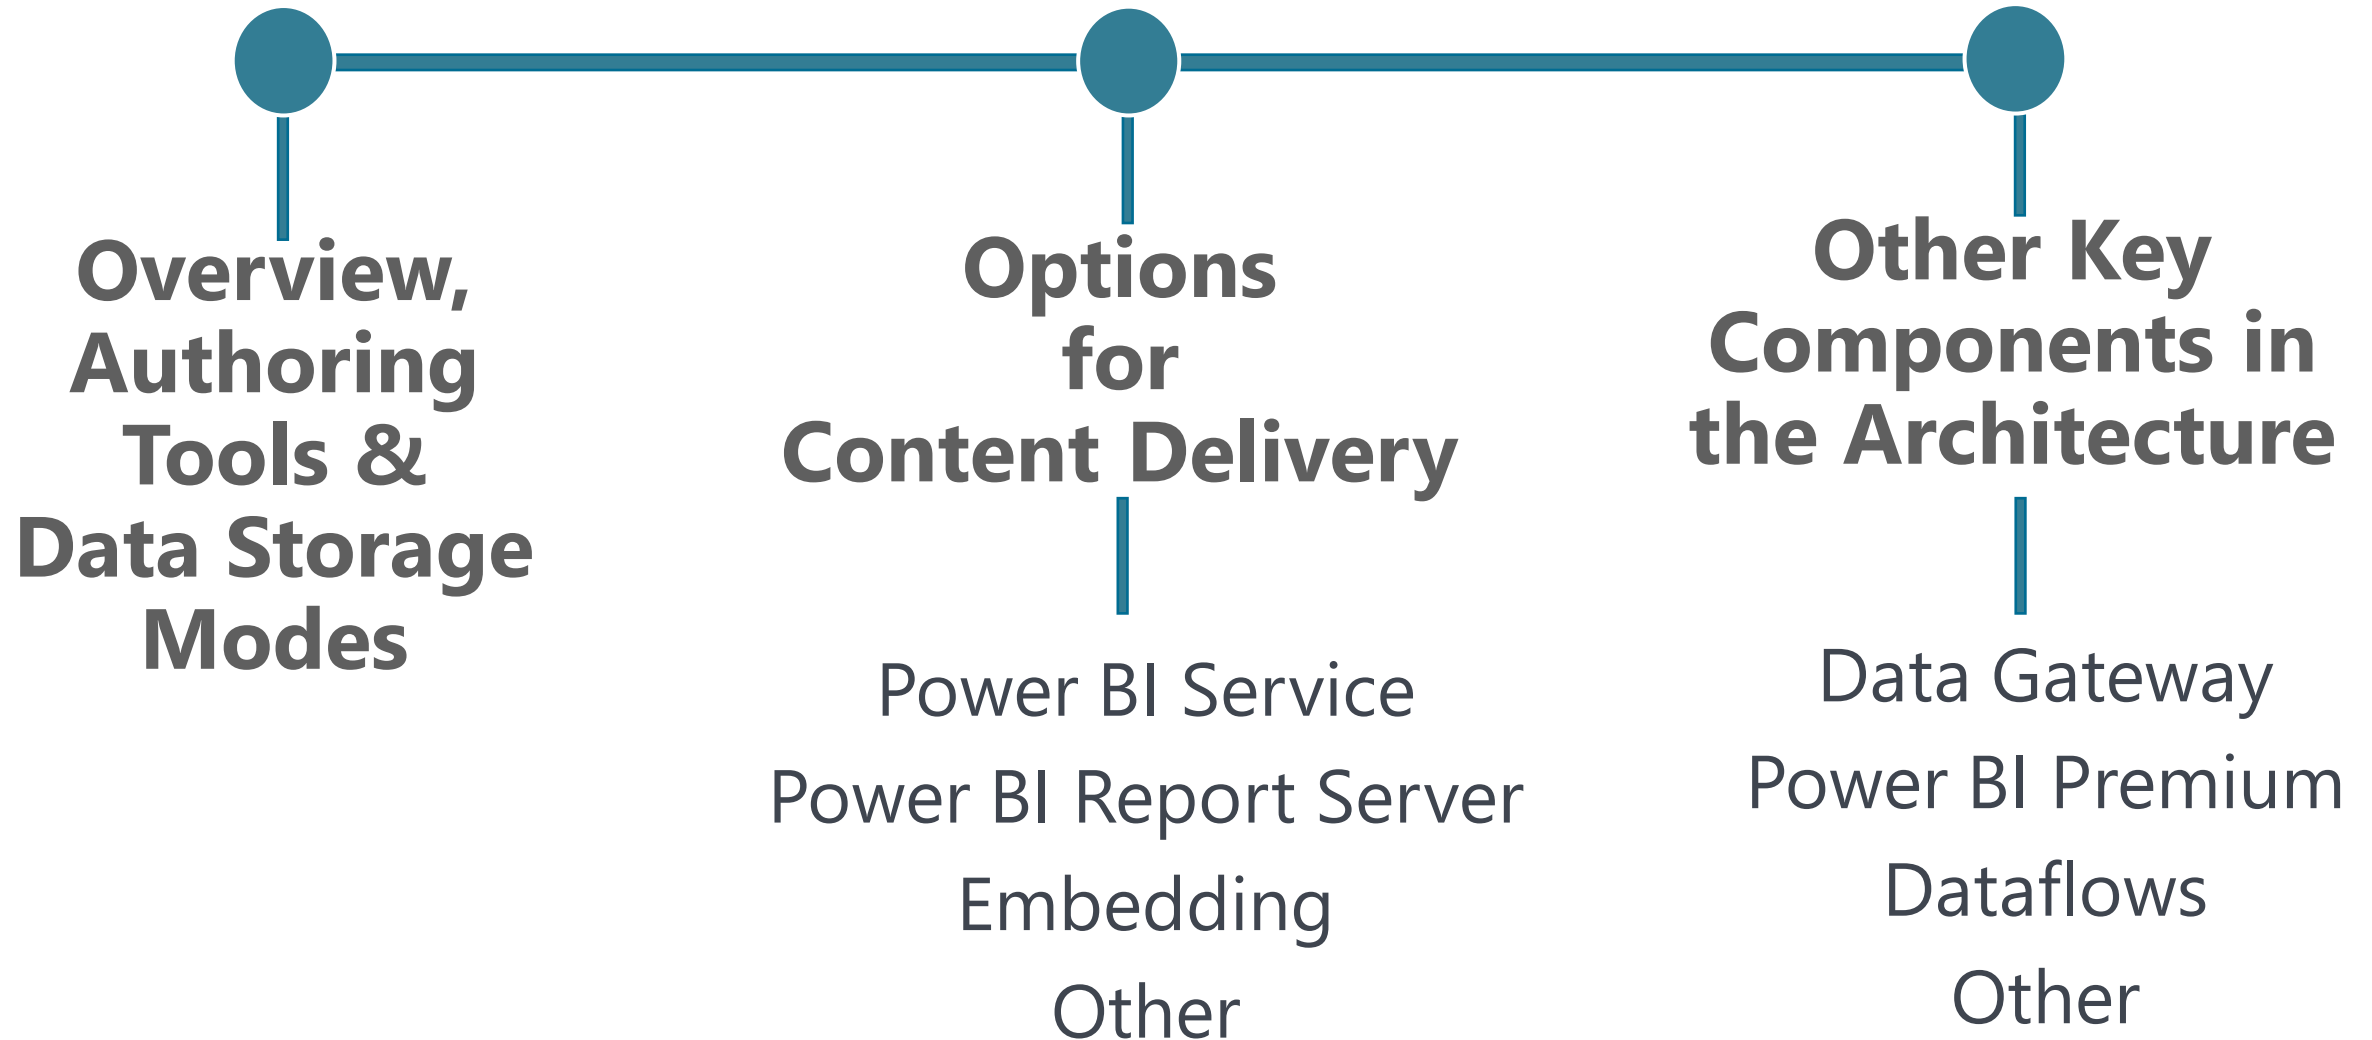 Overview,
Authoring
Tools &
Data Storage
Modes
Options
for
Content Delivery
Power BI Service
Power BI Report Server
Embedding
Other
Other Key
Components in
the Architecture
Data Gateway
Power BI Premium
Dataflows
Other